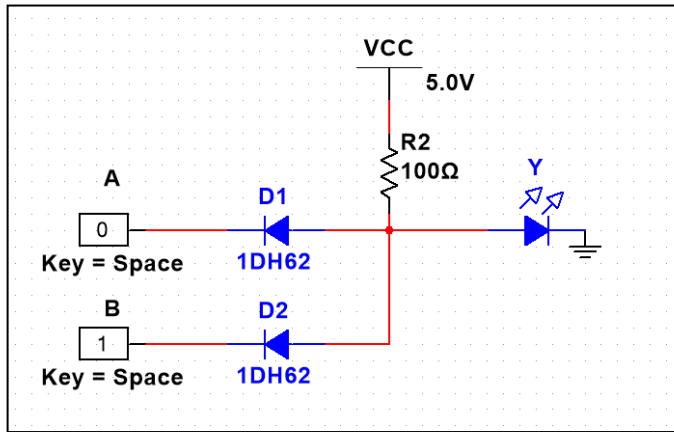 VCC
5.0V
R2
100Ω
Y
A
D1
0
1DH62
Key = Space
B
D2
1
1DH62
Key = Space